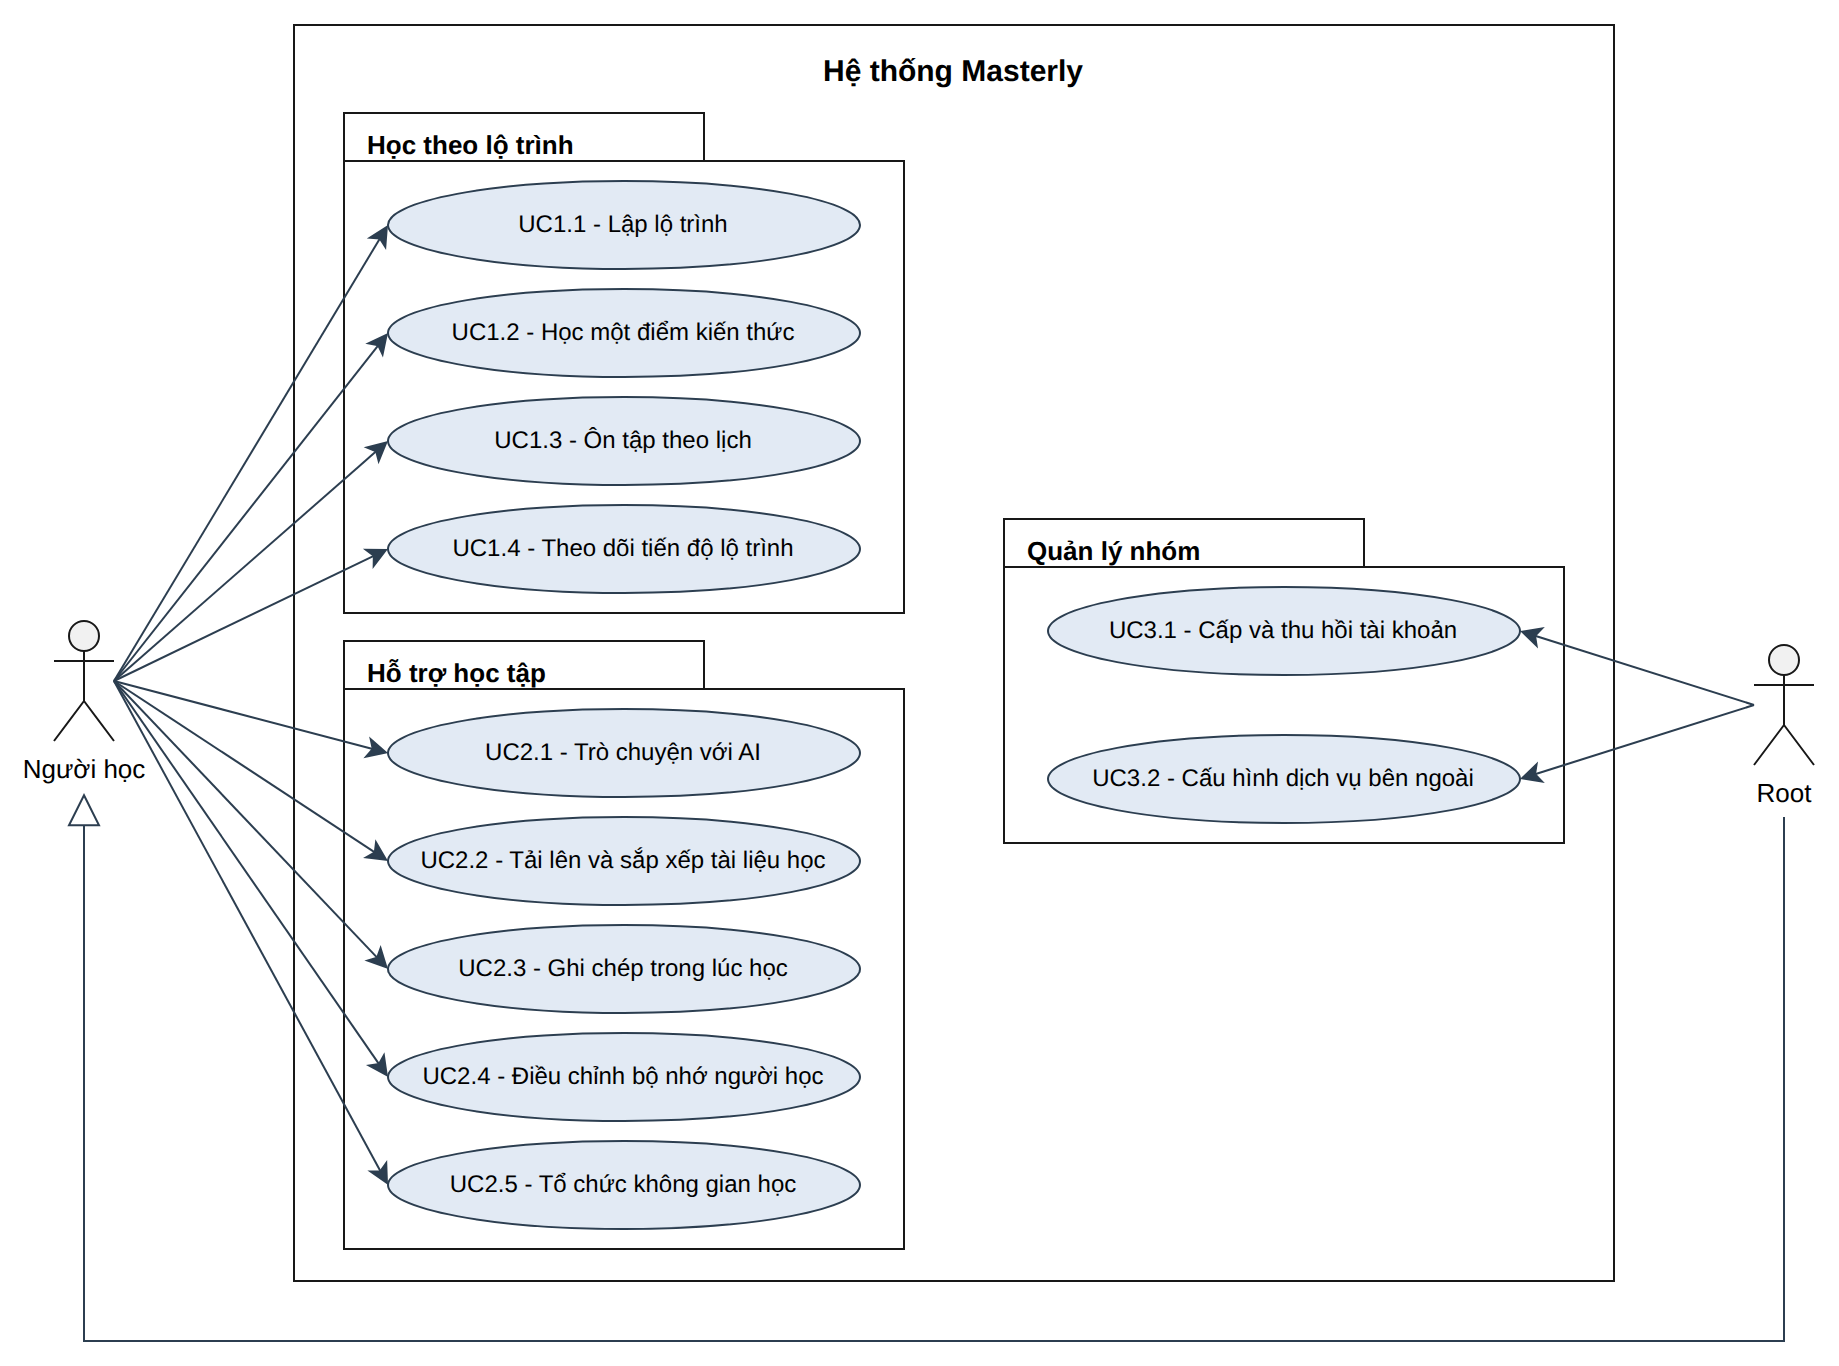 Hệ thống Masterly
Học theo lộ trình
UC1.1 - Lập lộ trình
UC1.2 - Học một điểm kiến thức
UC1.3 - Ôn tập theo lịch
UC1.4 - Theo dõi tiến độ lộ trình
Người học
Hỗ trợ học tập
UC2.1 - Trò chuyện với AI
UC2.2 - Tải lên và sắp xếp tài liệu học
UC2.3 - Ghi chép trong lúc học
UC2.4 - Điều chỉnh bộ nhớ người học
UC2.5 - Tổ chức không gian học
Quản lý nhóm
UC3.1 - Cấp và thu hồi tài khoản
UC3.2 - Cấu hình dịch vụ bên ngoài
Root